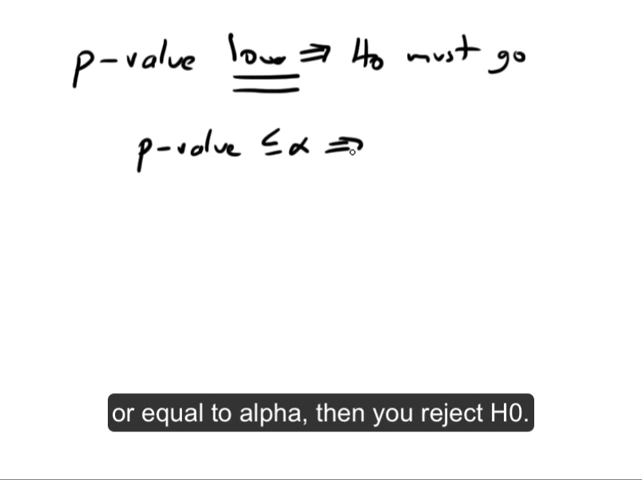 p-value low ⇒ H0 must go
p-value ≤ α ⇒
or equal to alpha, then you reject H0.